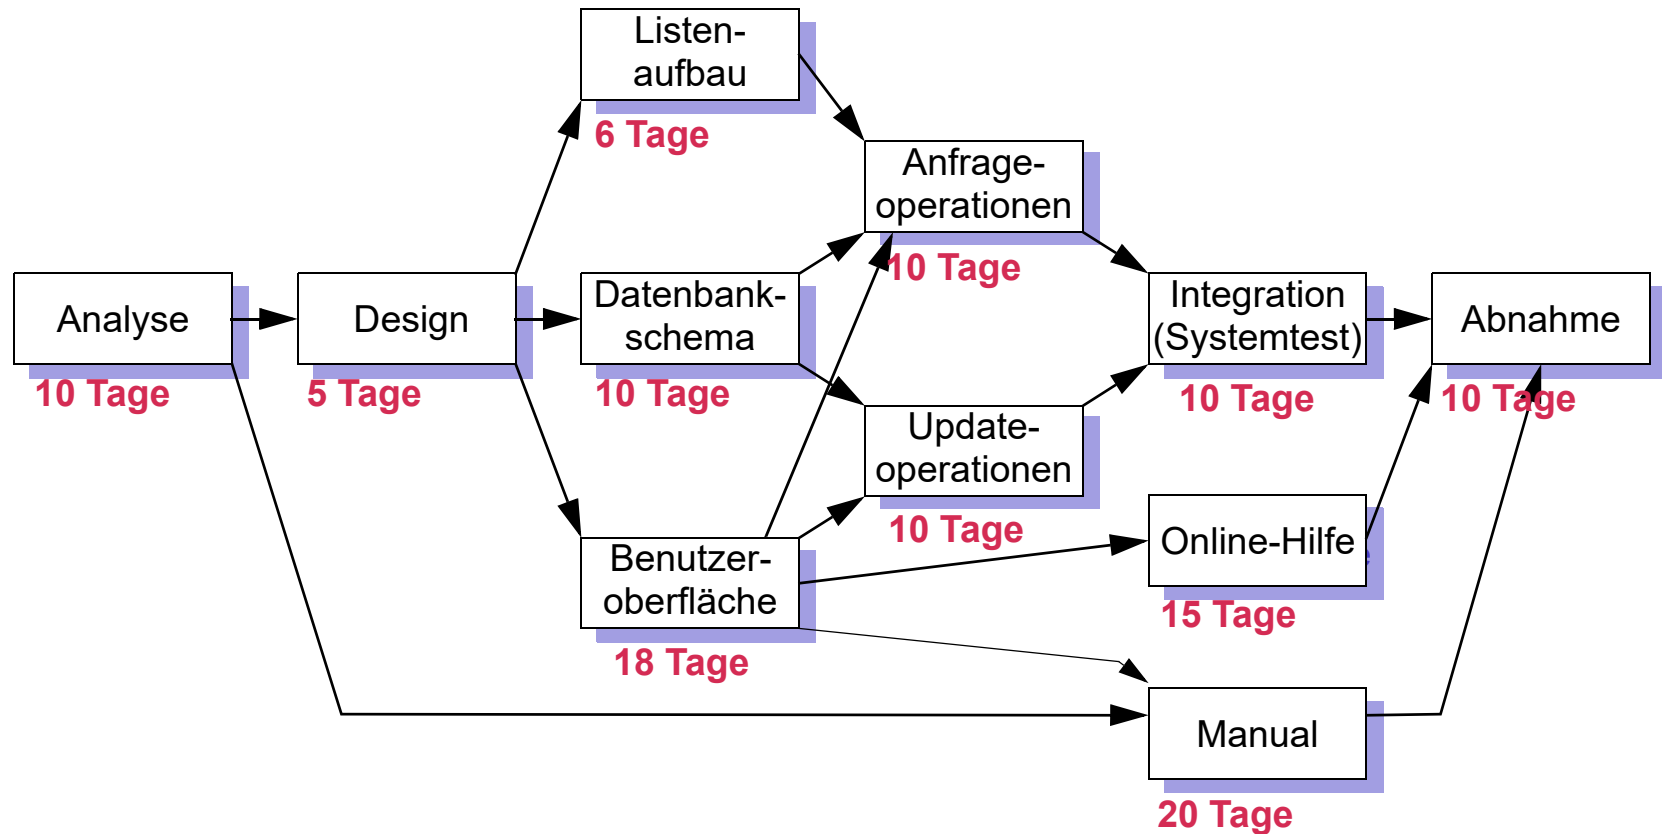 Listen-
aufbau
6 Tage
Anfrage-
operationen
10 Tage
Analyse
10 Tage
Design
5 Tage
Datenbank-
schema
10 Tage
Integration
(Systemtest)
10 Tage
Abnahme
10 Tage
Update-
operationen
10 Tage
Benutzer-
oberfläche
18 Tage
Online-Hilfe
15 Tage
Manual
20 Tage